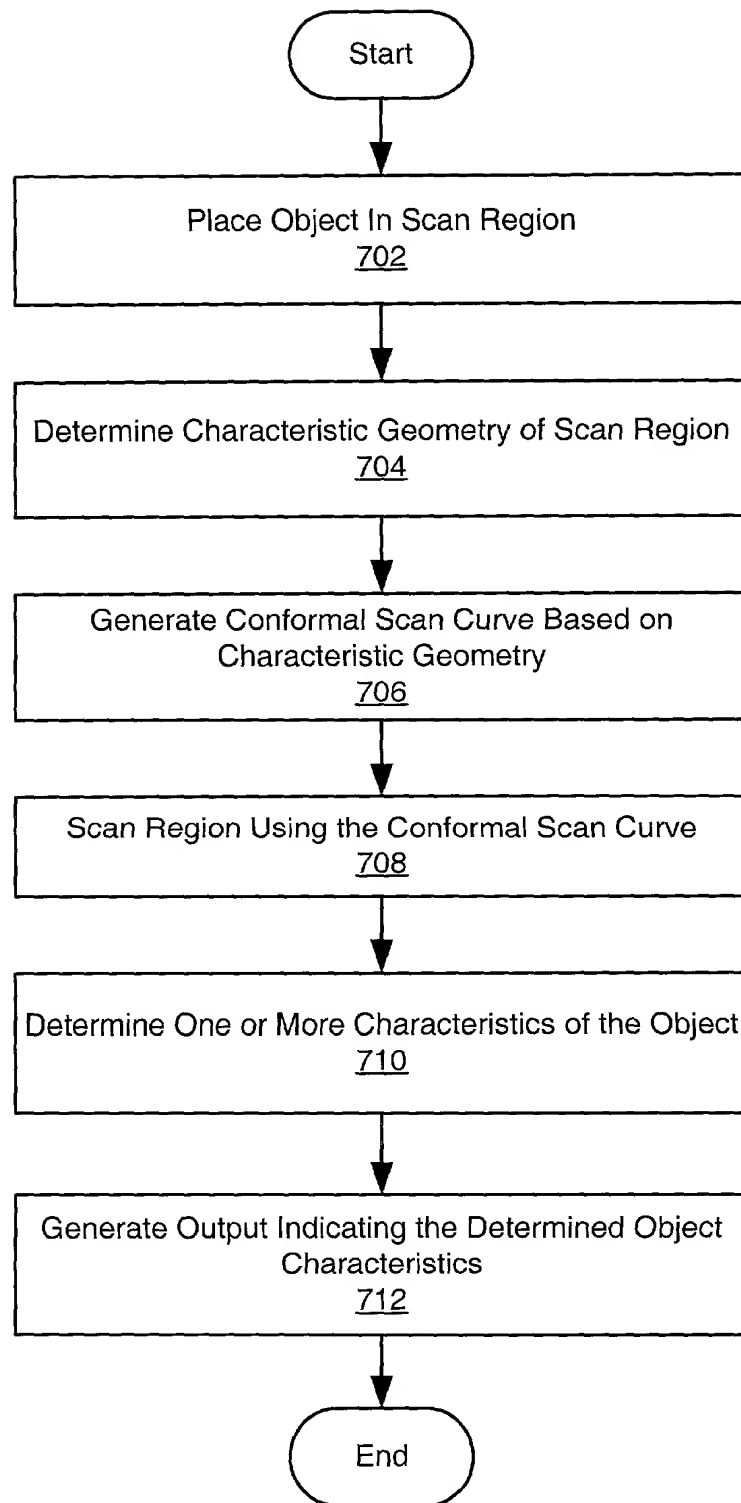 Start
Place Object In Scan Region
702
Determine Characteristic Geometry of Scan Region
704
Generate Conformal Scan Curve Based on
Characteristic Geometry
706
Scan Region Using the Conformal Scan Curve
708
Determine One or More Characteristics of the Object
710
Generate Output Indicating the Determined Object
Characteristics
712
End